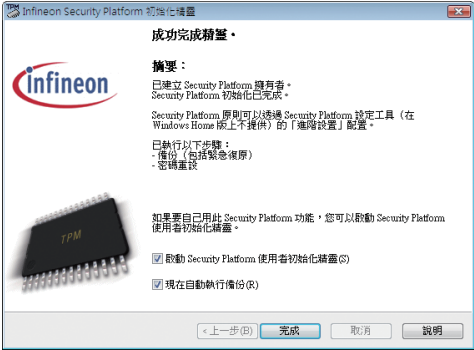 Infineon Security Platform 初始化精靈
成功完成精靈。
Infineon
摘要：
已建立 Security Platform 擁有者。
Security Platform 初始化已完成。
Security Platform 原則可以透過 Security Platform 設定工具（在
Windows Home 版上不提供）的「進階設置」配置。
已執行以下步驟：
- 備份（包括緊急復原）
- 密碼重設
TPM
如果要自己用此 Security Platform 功能，您可以啟動 Security Platform
使用者初始化精靈。
啟動 Security Platform 使用者初始化精靈(S)
現在自動執行備份(R)
< 上一步(B)
完成
取消
說明